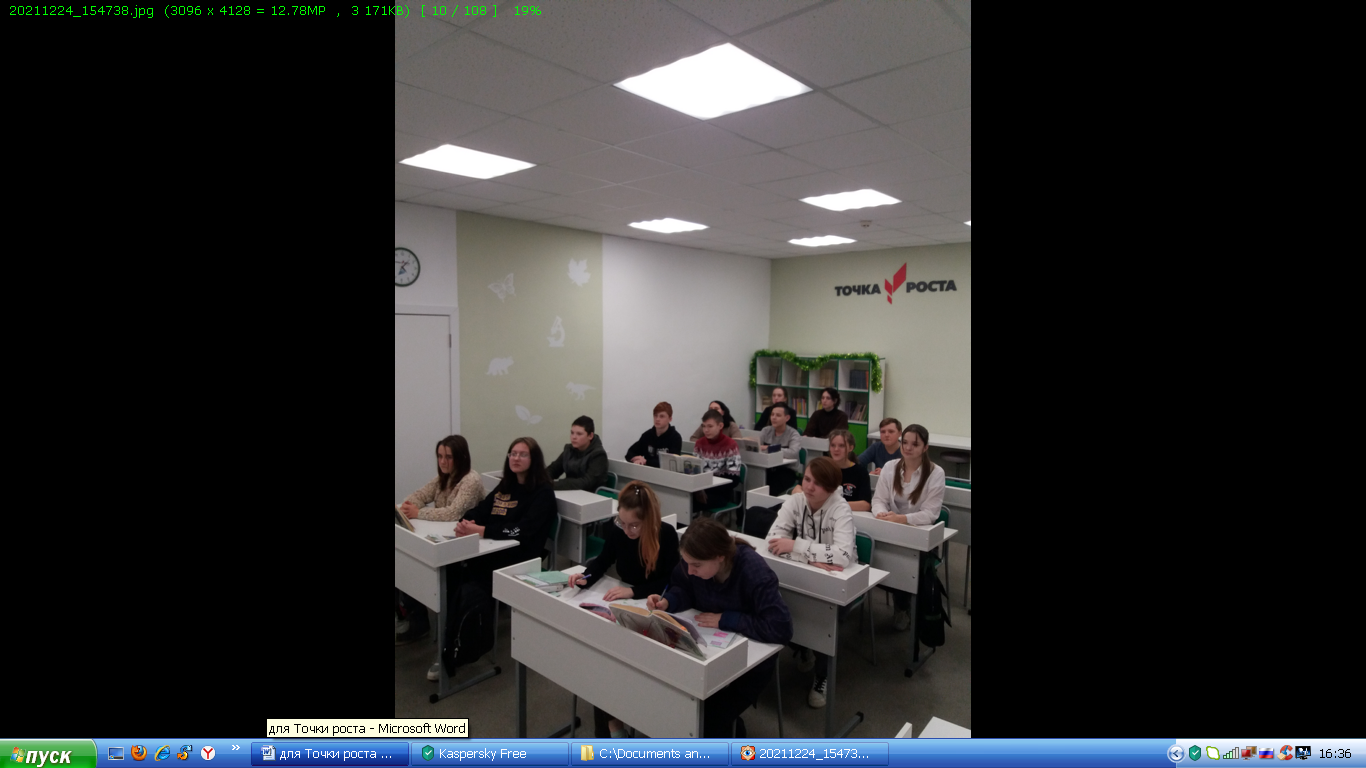 20211224_154738.jpg (3096 x 4128 = 12.78MP , 3 171KB) [ 10 / 108 ] 19%
ТОЧКА РОСТА
для Точки роста - Microsoft Word
пуск
для Точки роста ...
Kaspersky Free
C:\Documents an...
20211224_15473...
16:36